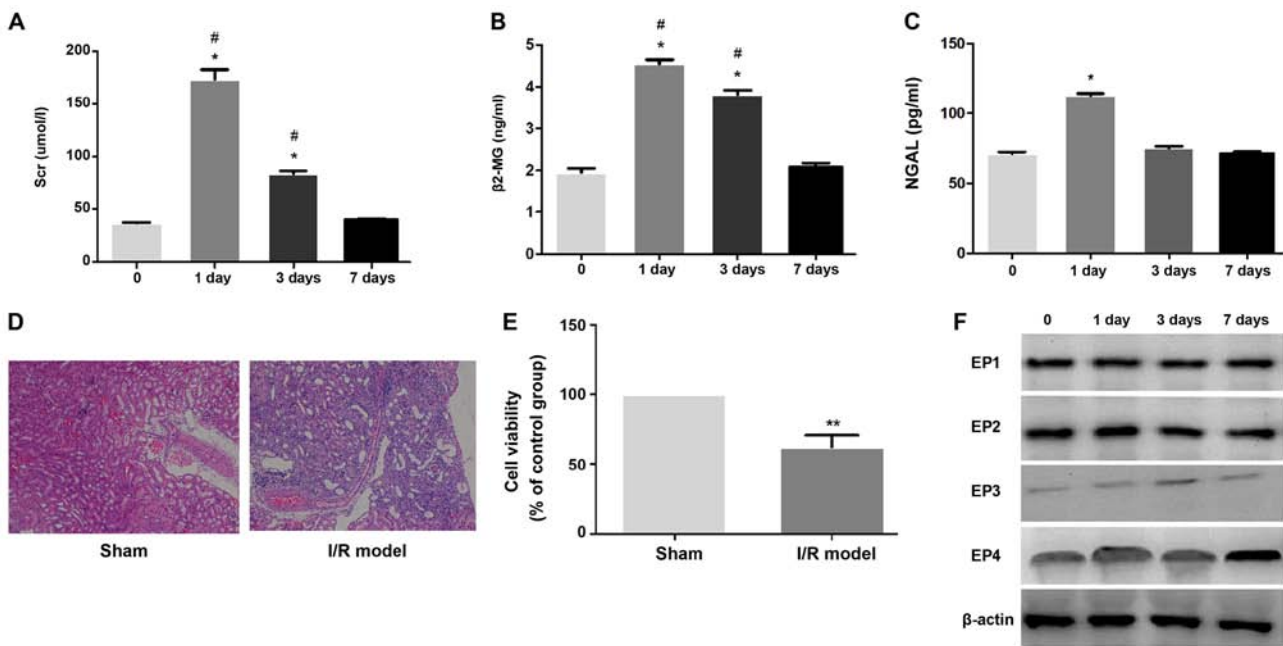 A
Scr (umol/l)
200
150
100
50
0
#
*
#
*
0 1 day 3 days 7 days
B
β2-MG (ng/ml)
5
4
3
2
1
0
#
*
#
*
0 1 day 3 days 7 days
C
NGAL (pg/ml)
150
100
50
0
*
0 1 day 3 days 7 days
D
Sham I/R model
E
Cell viability
(% of control group)
150
100
50
0
**
Sham I/R model
F
0 1 day 3 days 7 days
EP1
EP2
EP3
EP4
β-actin